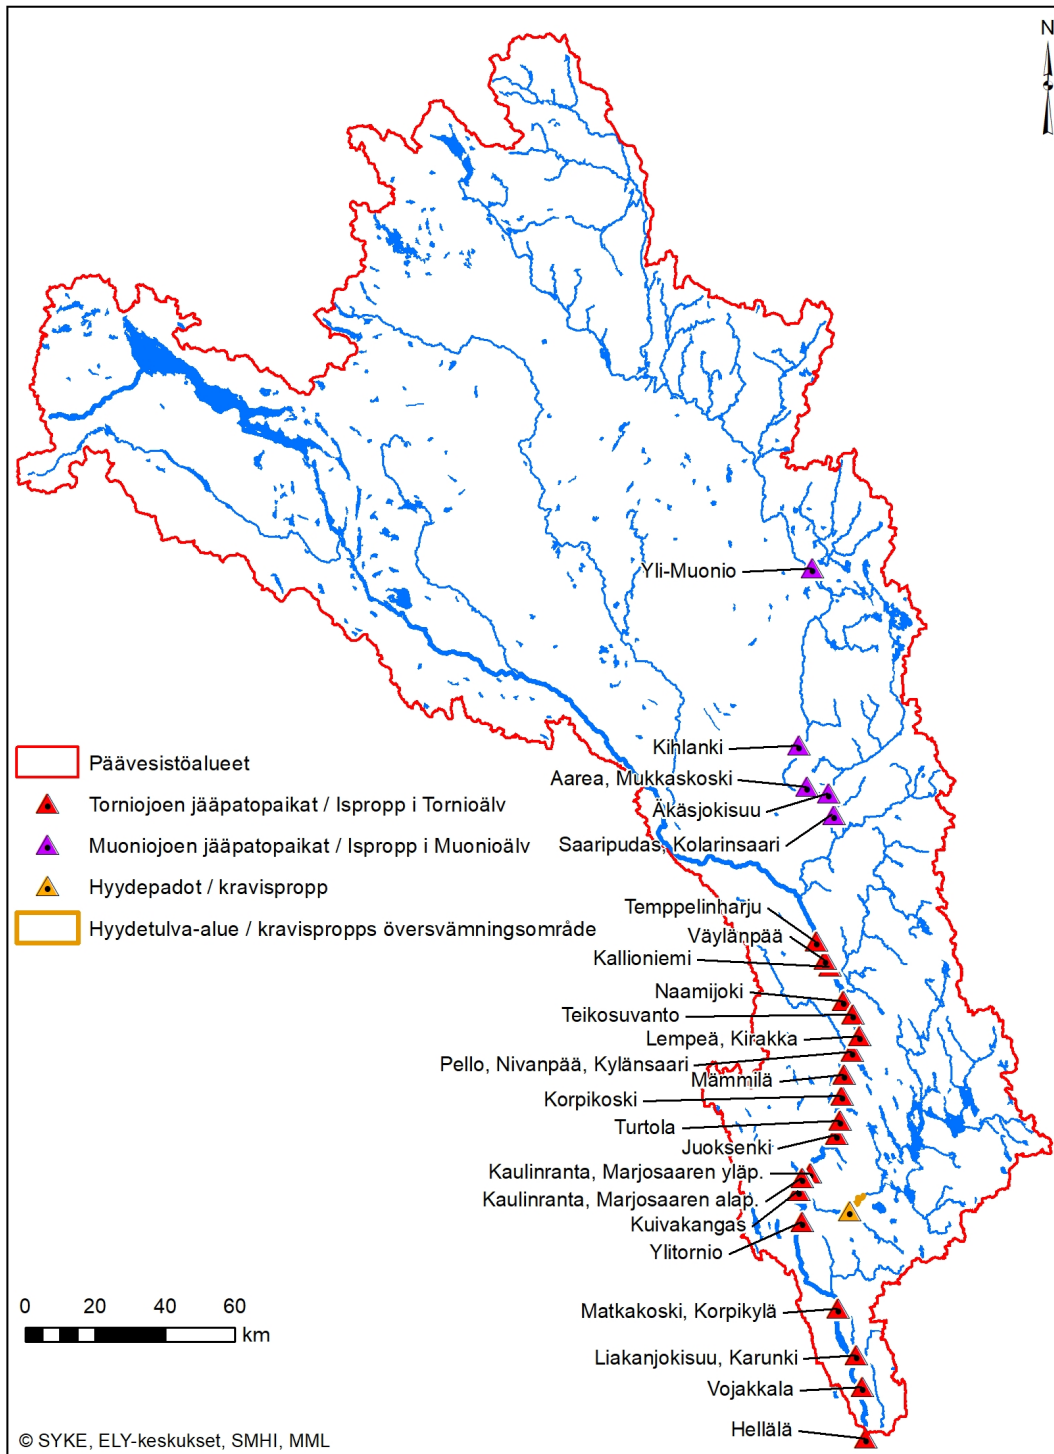 N
Yli-Muonio
Kihlanki
Aarea, Mukkaskoski
Äkäsjokisuu
Saaripudas, Kolarinsaari
Päävesistöalueet
Torniojoen jääpatopaikat / Ispropp i Tornioälv
Muoniojoen jääpatopaikat / Ispropp i Muonioälv
Hyydepadot / kravispropp
Hyydetulva-alue / kravispropps översvämningsområde
Temppelinharju
Väylänpää
Kallioniemi
Naamijoki
Teikosuvanto
Lempeä, Kirakka
Pello, Nivanpää, Kylänsaari
Mämmilä
Korpikoski
Turtola
Juoksenki
Kaulinranta, Marjosaaren yläp.
Kaulinranta, Marjosaaren alap.
Kuivakangas
Ylitornio
Matkakoski, Korpikylä
Liakanjokisuu, Karunki
Vojakkala
Hellälä
0 20 40 60
km
© SYKE, ELY-keskukset, SMHI, MML